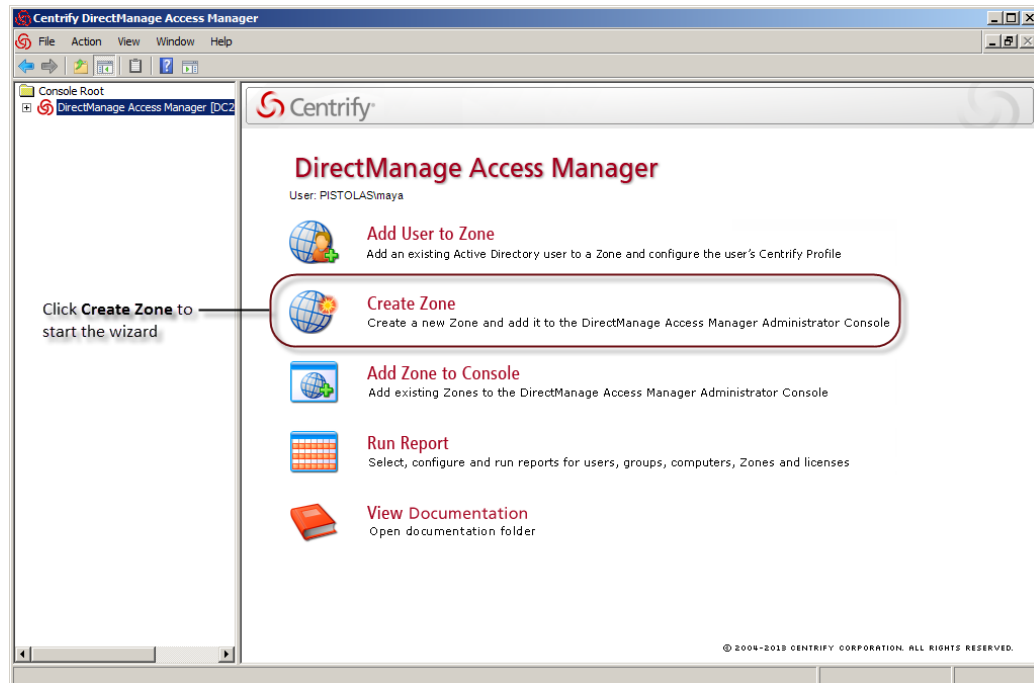 Centrify DirectManage Access Manager
File Action View Window Help
Console Root
DirectManage Access Manager [DC2
Centrify
DirectManage Access Manager
User: PISTOLAS\maya
Add User to Zone
Add an existing Active Directory user to a Zone and configure the user's Centrify Profile
Click Create Zone to
start the wizard
Create Zone
Create a new Zone and add it to the DirectManage Access Manager Administrator Console
Add Zone to Console
Add existing Zones to the DirectManage Access Manager Administrator Console
Run Report
Select, configure and run reports for users, groups, computers, Zones and licenses
View Documentation
Open documentation folder
© 2004-2013 CENTRIFY CORPORATION. ALL RIGHTS RESERVED.